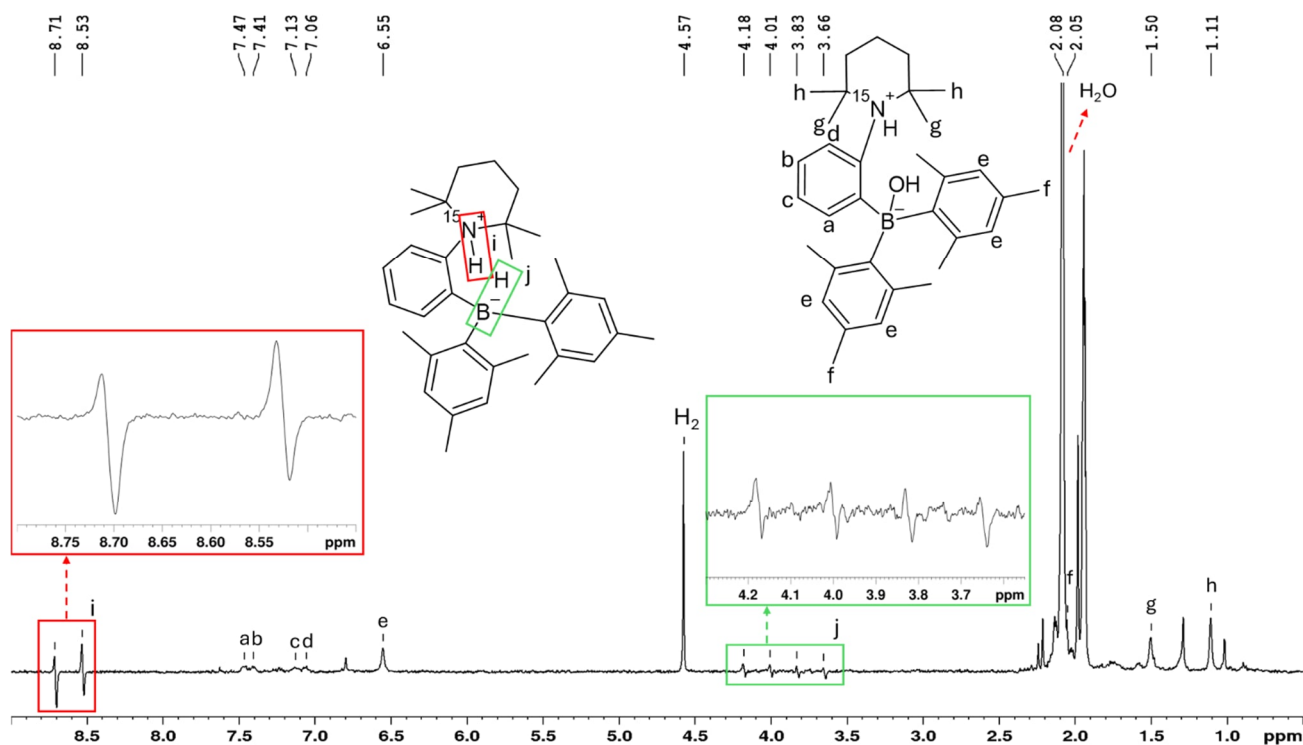 8.71 8.53 7.47 7.41 7.13 7.06 6.55 4.57 4.18 4.01 3.83 3.66 2.08 2.05 1.50 1.11
H₂O
h h
15 N + H
g g
d
b
c
a
OH
B −
e
f
e
e
e
f
15 N + H
i
H
j
B −
8.75 8.70 8.65 8.60 8.55 ppm
H₂
4.2 4.1 4.0 3.9 3.8 3.7 ppm
i
a b c d
e
j
f
g
h
8.5 8.0 7.5 7.0 6.5 6.0 5.5 5.0 4.5 4.0 3.5 3.0 2.5 2.0 1.5 1.0 ppm